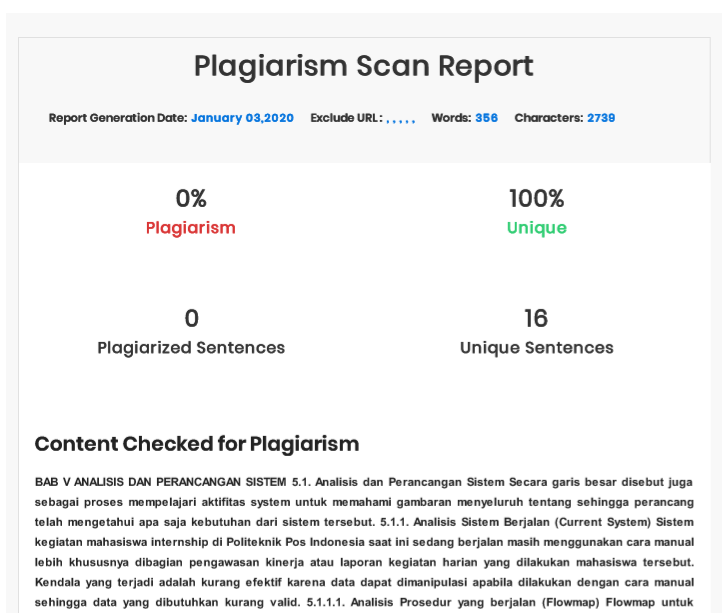 Plagiarism Scan Report
Report Generation Date: January 03,2020 Exclude URL : , , , , , Words: 356 Characters: 2739
0% 100%
Plagiarism Unique
0 16
Plagiarized Sentences Unique Sentences
Content Checked for Plagiarism
BAB V ANALISIS DAN PERANCANGAN SISTEM 5.1. Analisis dan Perancangan Sistem Secara garis besar disebut juga
sebagai proses mempelajari aktifitas system untuk memahami gambaran menyeluruh tentang sehingga perancang
telah mengetahui apa saja kebutuhan dari sistem tersebut. 5.1.1. Analisis Sistem Berjalan (Current System) Sistem
kegiatan mahasiswa internship di Politeknik Pos Indonesia saat ini sedang berjalan masih menggunakan cara manual
lebih khususnya dibagian pengawasan kinerja atau laporan kegiatan harian yang dilakukan mahasiswa tersebut.
Kendala yang terjadi adalah kurang efektif karena data dapat dimanipulasi apabila dilakukan dengan cara manual
sehingga data yang dibutuhkan kurang valid. 5.1.1.1. Analisis Prosedur yang berjalan (Flowmap) Flowmap untuk